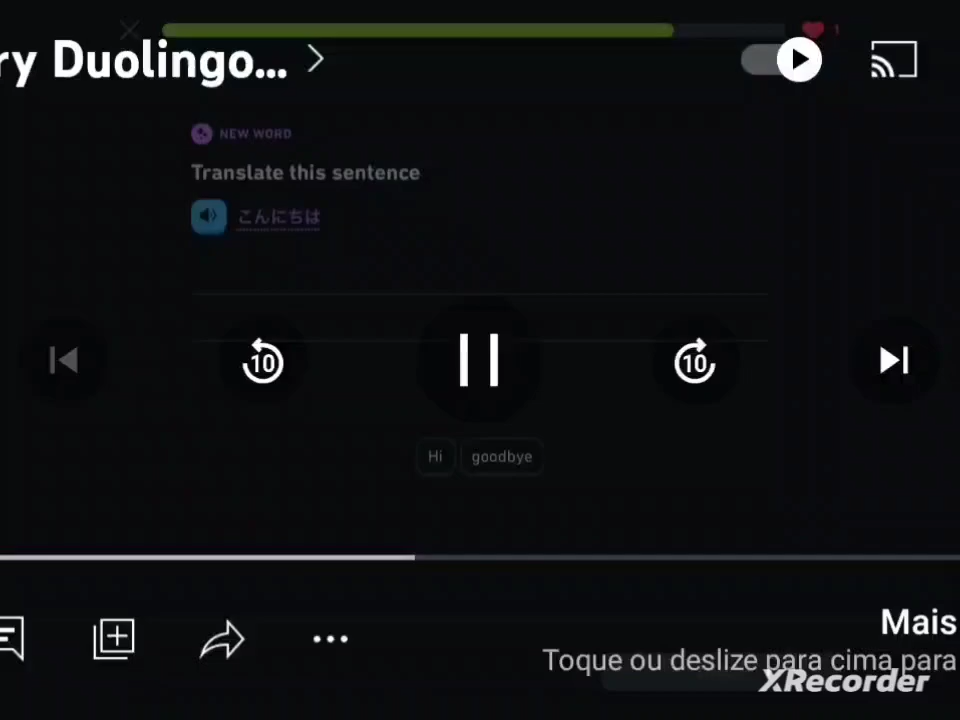 ry Duolingo...
1
NEW WORD
Translate this sentence
こんにちは
10
10
Hi
goodbye
Mais
Toque ou deslize para cima para
XRecorder